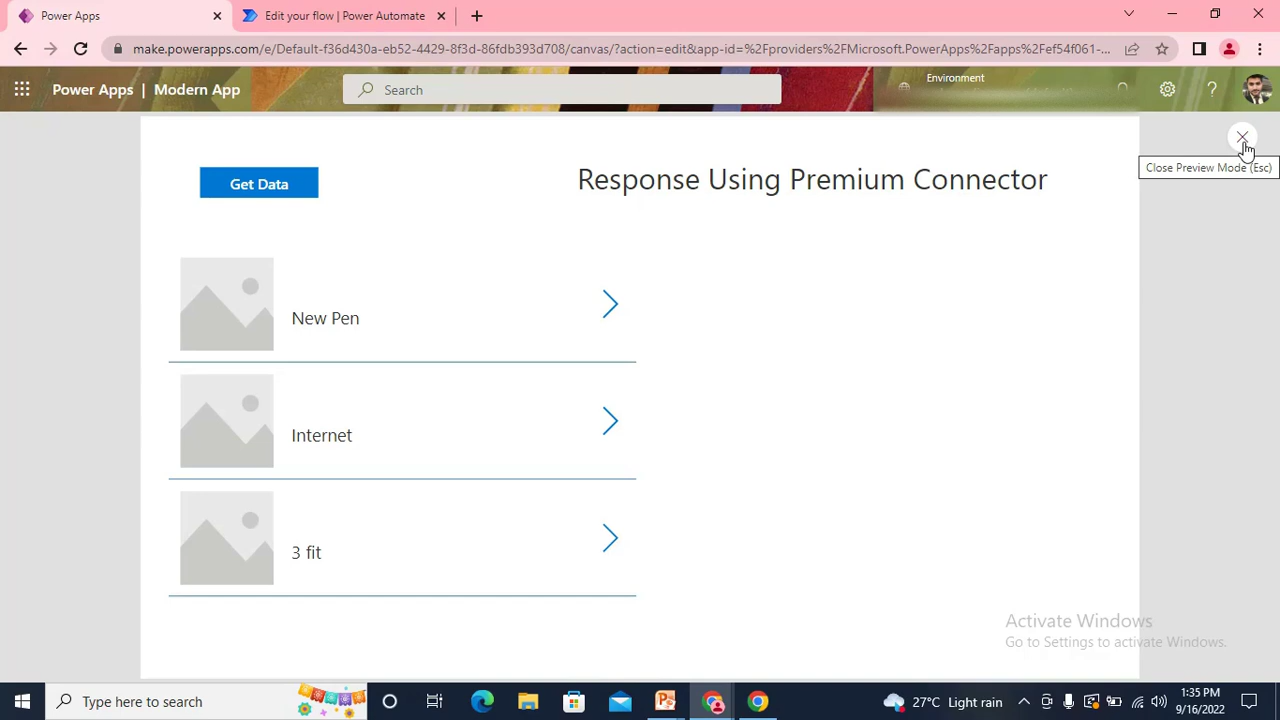 Power Apps
Edit your flow | Power Automate
make.powerapps.com/e/Default-f36d430a-eb52-4429-8f3d-86fdb393d708/canvas/?action=edit&app-id=%2Fproviders%2FMicrosoft.PowerApps%2Fapps%2Fef54f061-...
Power Apps | Modern App
Search
Environment
Close Preview Mode (Esc)
Get Data
Response Using Premium Connector
New Pen
Internet
3 fit
Activate Windows
Go to Settings to activate Windows.
Type here to search
27°C Light rain
1:35 PM
9/16/2022